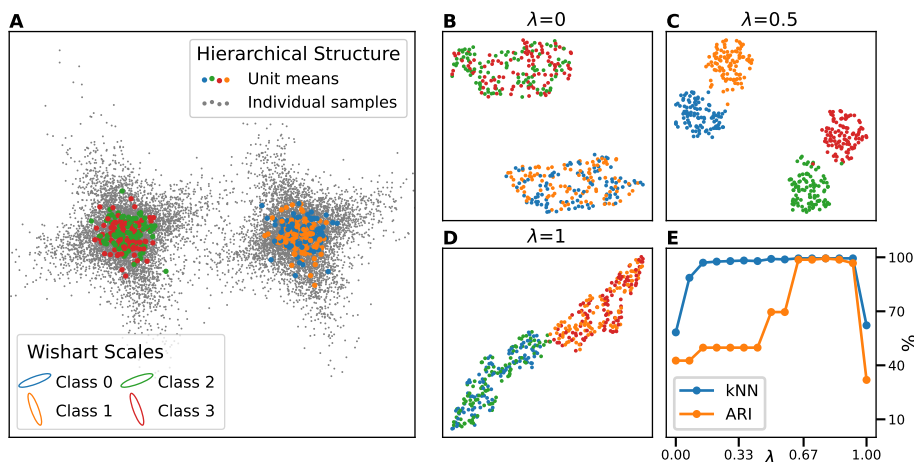 A
Hierarchical Structure
Unit means
Individual samples
Wishart Scales
Class 0
Class 2
Class 1
Class 3
B
λ=0
C
λ=0.5
D
λ=1
E
100
70
40
10
%
kNN
ARI
0.00
0.33
0.67
1.00
λ